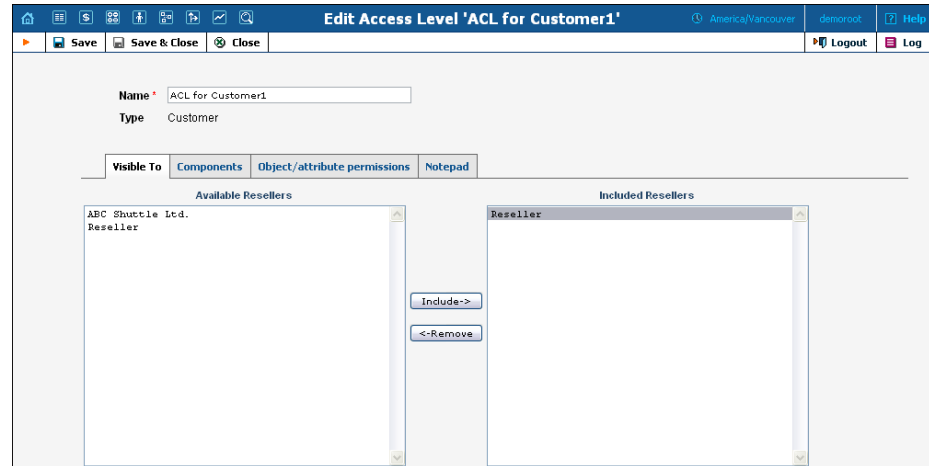 Edit Access Level 'ACL for Customer1'
America/Vancouver
demoroot
Help
Save
Save & Close
Close
Logout
Log
Name * ACL for Customer1
Type Customer
Visible To
Components
Object/attribute permissions
Notepad
Available Resellers
Included Resellers
ABC Shuttle Ltd.
Reseller
Reseller
Include->
<-Remove